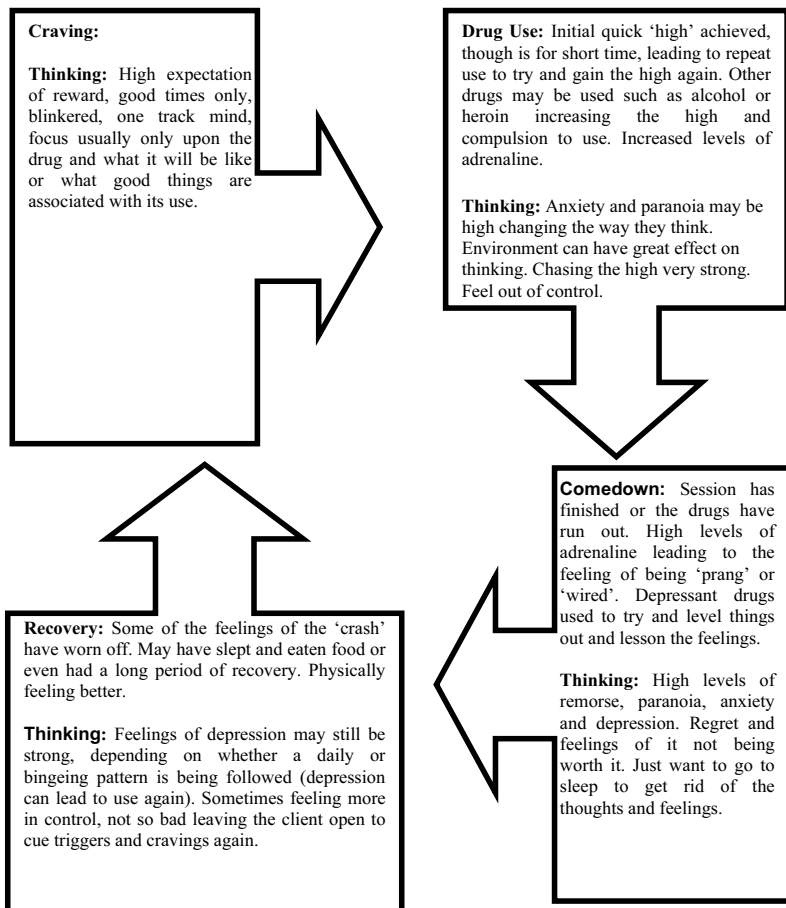 Craving:
Thinking: High expectation
of reward, good times only,
blinkered, one track mind,
focus usually only upon the
drug and what it will be like
or what good things are
associated with its use.
Drug Use: Initial quick ‘high’ achieved,
though is for short time, leading to repeat
use to try and gain the high again. Other
drugs may be used such as alcohol or
heroin increasing the high and
compulsion to use. Increased levels of
adrenaline.
Thinking: Anxiety and paranoia may be
high changing the way they think.
Environment can have great effect on
thinking. Chasing the high very strong.
Feel out of control.
Comedown: Session has
finished or the drugs have
run out. High levels of
adrenaline leading to the
feeling of being ‘prang’ or
‘wired’. Depressant drugs
used to try and level things
out and lesson the feelings.
Thinking: High levels of
remorse, paranoia, anxiety
and depression. Regret and
feelings of it not being
worth it. Just want to go to
sleep to get rid of the
thoughts and feelings.
Recovery: Some of the feelings of the ‘crash’
have worn off. May have slept and eaten food or
even had a long period of recovery. Physically
feeling better.
Thinking: Feelings of depression may still be
strong, depending on whether a daily or
bingeing pattern is being followed (depression
can lead to use again). Sometimes feeling more
in control, not so bad leaving the client open to
cue triggers and cravings again.